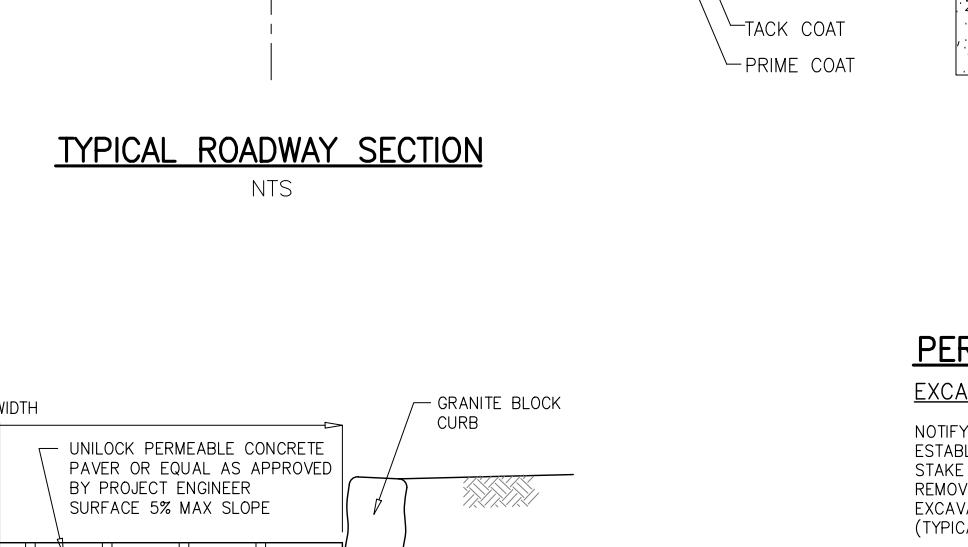 TACK COAT
PRIME COAT
TYPICAL ROADWAY SECTION
NTS
WIDTH
GRANITE BLOCK
CURB
UNILOCK PERMEABLE CONCRETE
PAVER OR EQUAL AS APPROVED
BY PROJECT ENGINEER
SURFACE 5% MAX SLOPE
PER
EXCA
NOTIFY
ESTABL
STAKE
REMOV
EXCAVA
(TYPICA